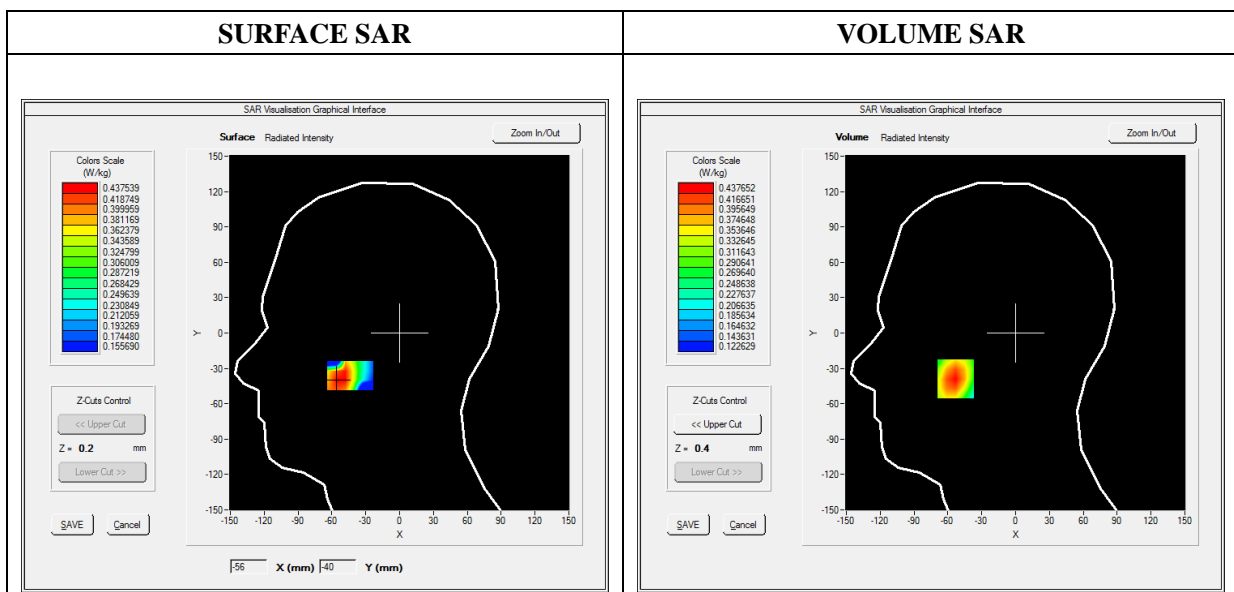 SURFACE SAR
VOLUME SAR
SAR Visualisation Graphical Interface
Surface Radiated Intensity
Zoom In/Out
Colors Scale
(W/kg)
0.437539
0.418749
0.399959
0.381169
0.362379
0.343589
0.324799
0.306009
0.287219
0.268429
0.249639
0.230849
0.212059
0.193269
0.174480
0.155690
Z-Cuts Control
<< Upper Cut
Z = 0.2 mm
Lower Cut >>
SAVE Cancel
150
120
90
60
30
0
-30
-60
-90
-120
-150
Y
-150 -120 -90 -60 -30 0 30 60 90 120 150
X
-56 X (mm) -40 Y (mm)
SAR Visualisation Graphical Interface
Volume Radiated Intensity
Zoom In/Out
Colors Scale
(W/kg)
0.437652
0.416651
0.395649
0.374648
0.353646
0.332645
0.311643
0.290641
0.269640
0.248638
0.227637
0.206635
0.185634
0.164632
0.143631
0.122629
Z-Cuts Control
<< Upper Cut
Z = 0.4 mm
Lower Cut >>
SAVE Cancel
150
120
90
60
30
0
-30
-60
-90
-120
-150
Y
-150 -120 -90 -60 -30 0 30 60 90 120 150
X